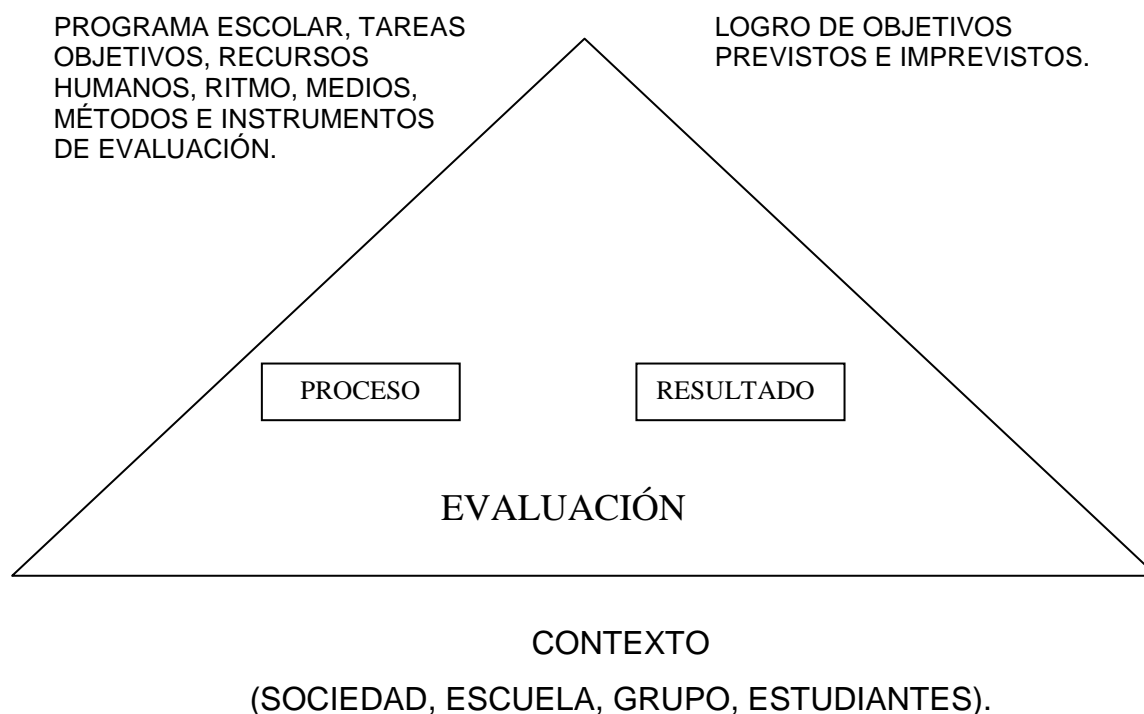 PROGRAMA ESCOLAR, TAREAS
OBJETIVOS, RECURSOS
HUMANOS, RITMO, MEDIOS,
MÉTODOS E INSTRUMENTOS
DE EVALUACIÓN.
LOGRO DE OBJETIVOS
PREVISTOS E IMPREVISTOS.
PROCESO
RESULTADO
EVALUACIÓN
CONTEXTO
(SOCIEDAD, ESCUELA, GRUPO, ESTUDIANTES).